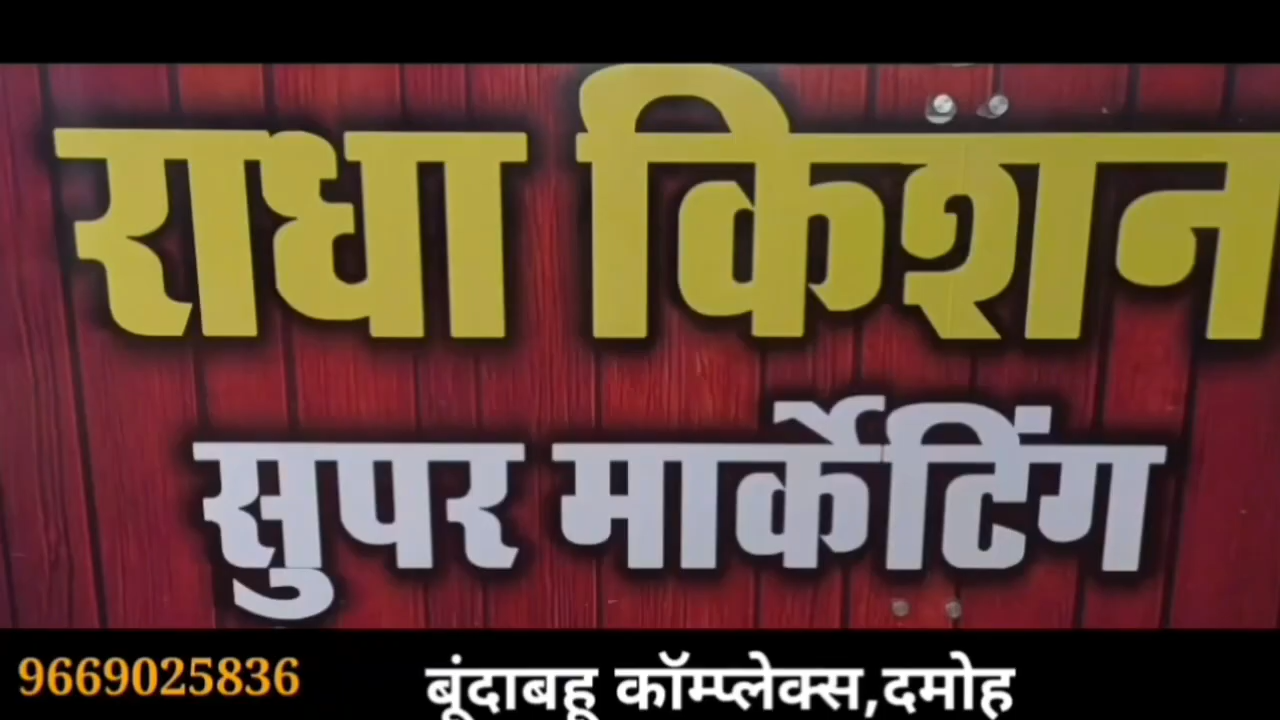 राधा किशन
सुपर मार्केटिंग
9669025836 बूंदाबहू कॉम्प्लेक्स,दमोह